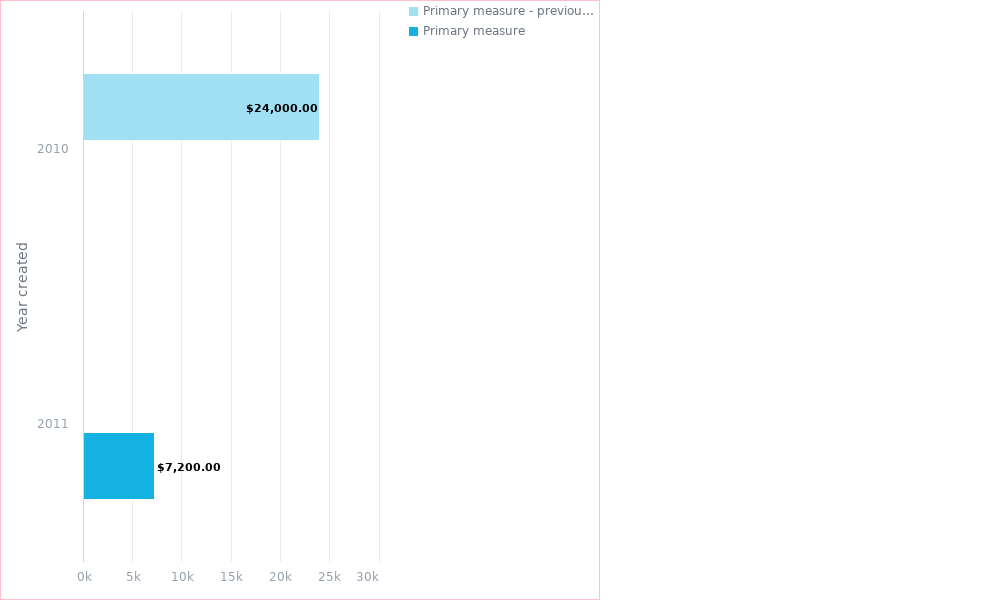 Primary measure - previou...
Primary measure
$24,000.00
2010
Year created
2011
$7,200.00
0k 5k 10k 15k 20k 25k 30k